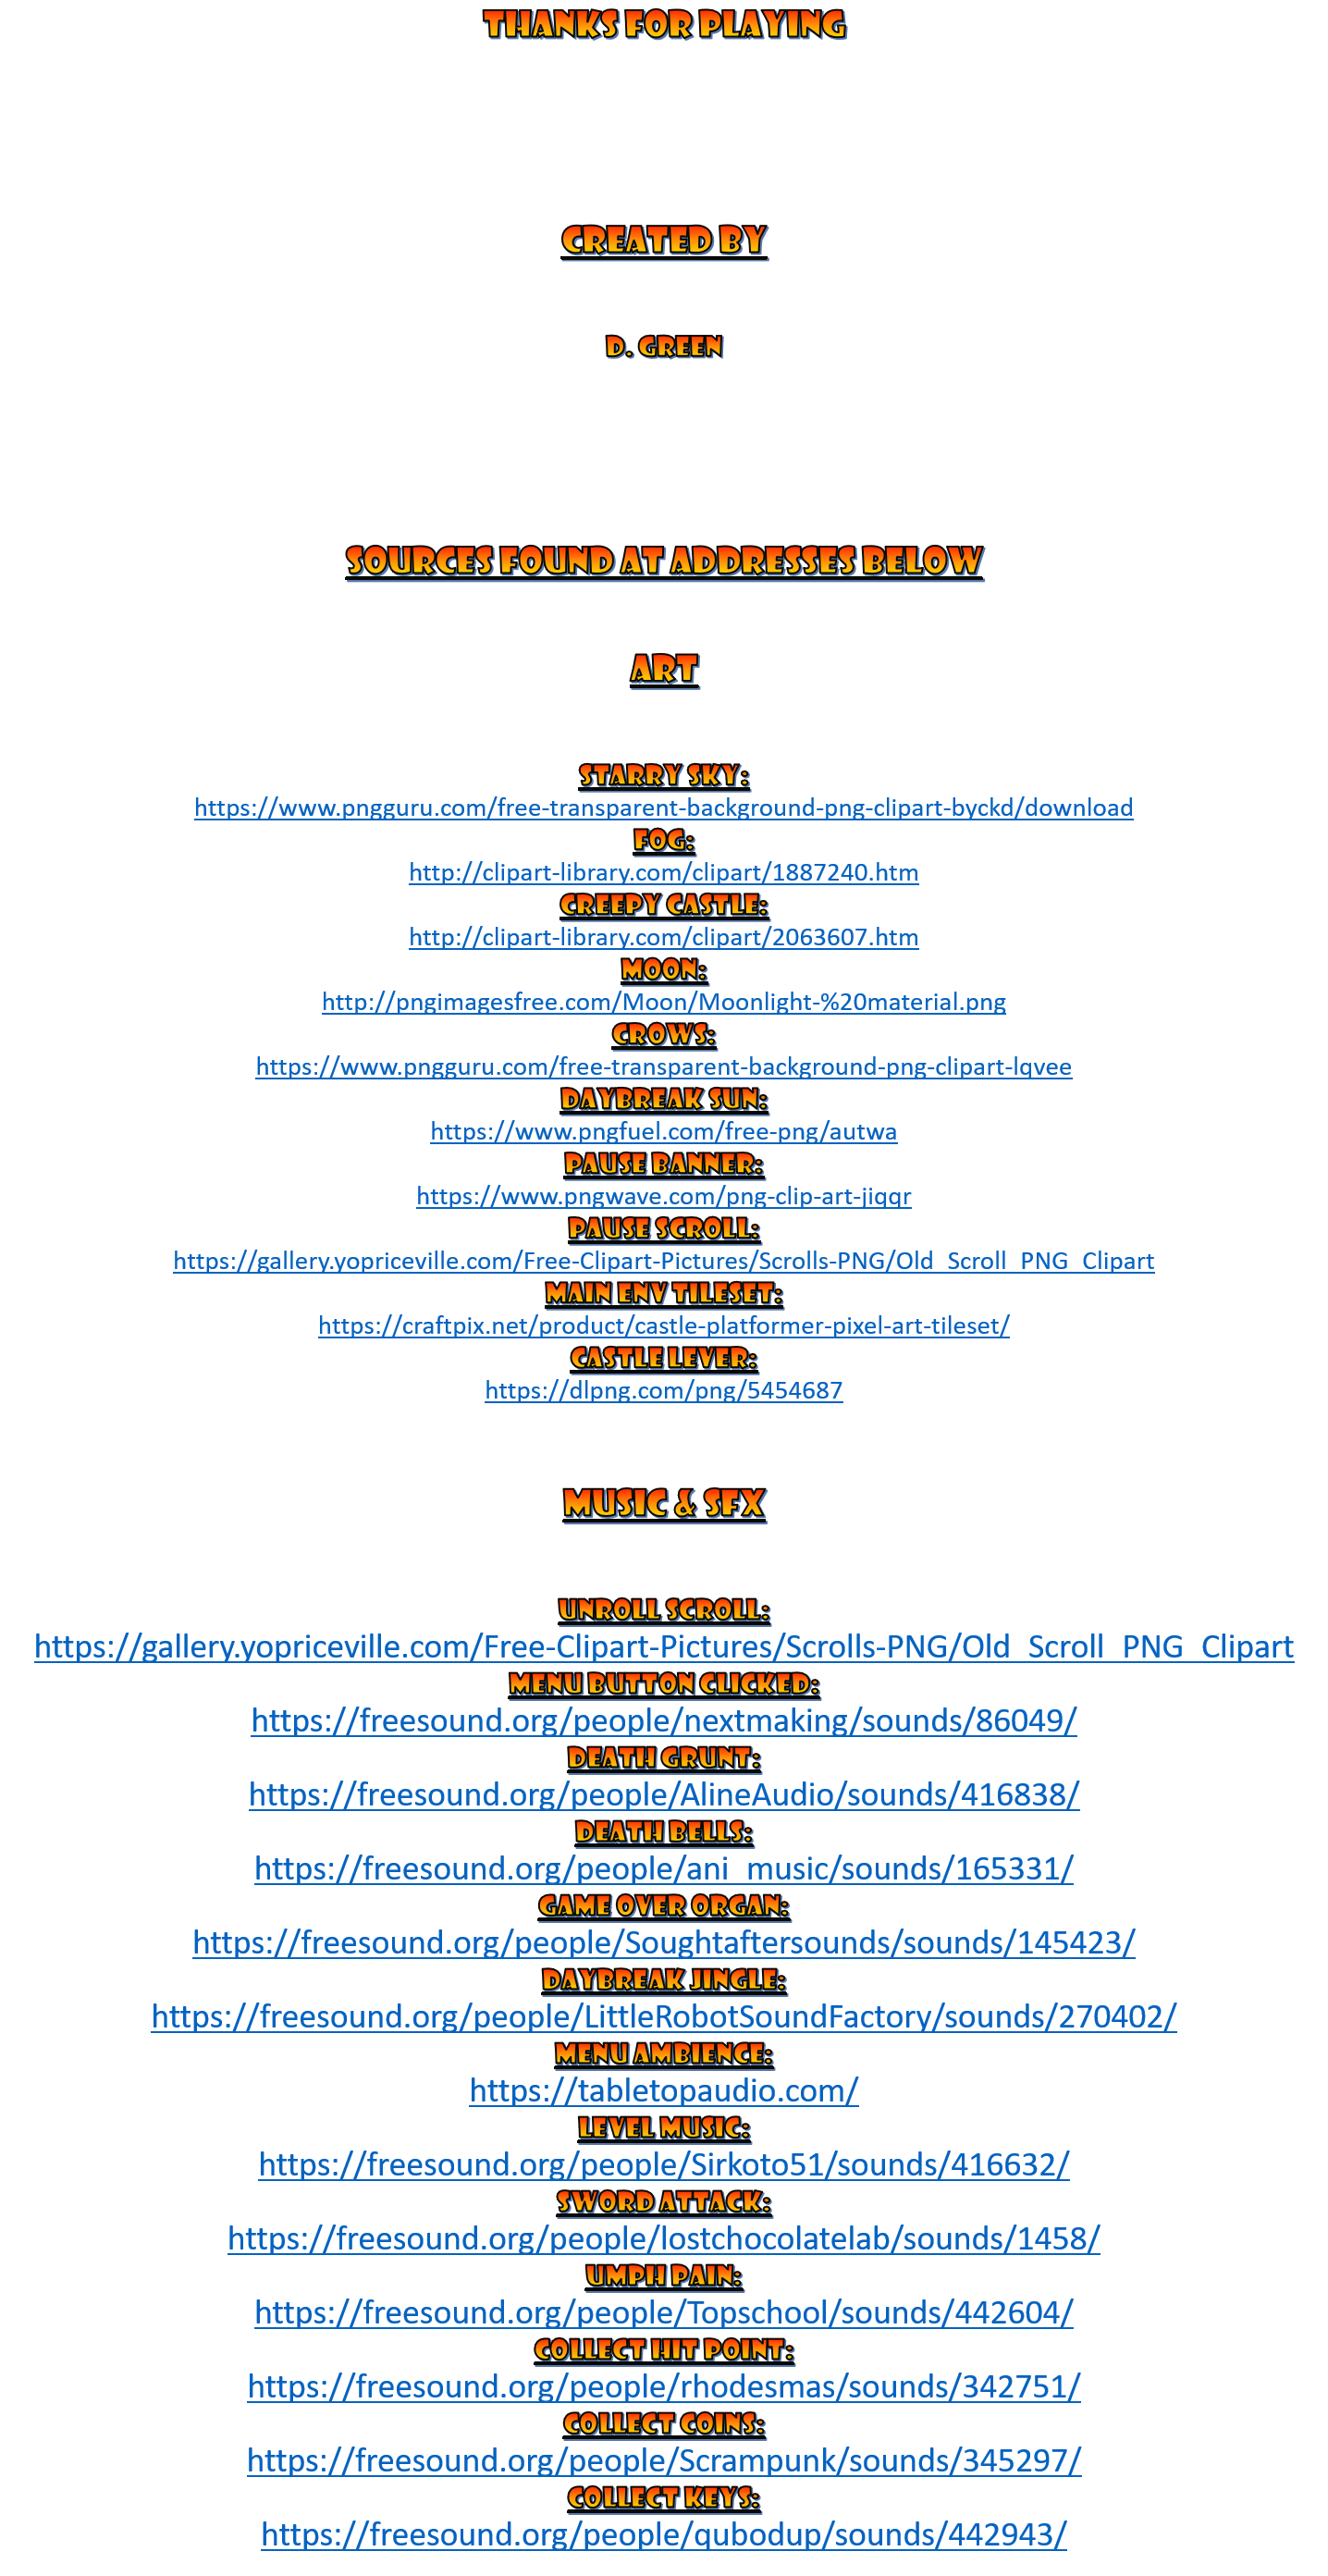 THANKS FOR PLAYING
CREATED BY
D. GREEN
SOURCES FOUND AT ADDRESSES BELOW
ART
STARRY SKY:
https://www.pngguru.com/free-transparent-background-png-clipart-byckd/download
FOG:
http://clipart-library.com/clipart/1887240.htm
CREEPY CASTLE:
http://clipart-library.com/clipart/2063607.htm
MOON:
http://pngimagesfree.com/Moon/Moonlight-%20material.png
CROWS:
https://www.pngguru.com/free-transparent-background-png-clipart-lqvee
DAYBREAK SUN:
https://www.pngfuel.com/free-png/autwa
PAUSE BANNER:
https://www.pngwave.com/png-clip-art-jiqqr
PAUSE SCROLL:
https://gallery.yopriceville.com/Free-Clipart-Pictures/Scrolls-PNG/Old_Scroll_PNG_Clipart
MAIN ENV TILESET:
https://craftpix.net/product/castle-platformer-pixel-art-tileset/
CASTLE LEVER:
https://dlpng.com/png/5454687
MUSIC & SFX
UNROLL SCROLL:
https://gallery.yopriceville.com/Free-Clipart-Pictures/Scrolls-PNG/Old_Scroll_PNG_Clipart
MENU BUTTON CLICKED:
https://freesound.org/people/nextmaking/sounds/86049/
DEATH GRUNT:
https://freesound.org/people/AlineAudio/sounds/416838/
DEATH BELLS:
https://freesound.org/people/ani_music/sounds/165331/
GAME OVER ORGAN:
https://freesound.org/people/Soughtaftersounds/sounds/145423/
DAYBREAK JINGLE:
https://freesound.org/people/LittleRobotSoundFactory/sounds/270402/
MENU AMBIENCE:
https://tabletopaudio.com/
LEVEL MUSIC:
https://freesound.org/people/Sirkoto51/sounds/416632/
SWORD ATTACK:
https://freesound.org/people/lostchocolatelab/sounds/1458/
UMPH PAIN:
https://freesound.org/people/Topschool/sounds/442604/
COLLECT HIT POINT:
https://freesound.org/people/rhodesmas/sounds/342751/
COLLECT COINS:
https://freesound.org/people/Scrampunk/sounds/345297/
COLLECT KEYS:
https://freesound.org/people/qubodup/sounds/442943/